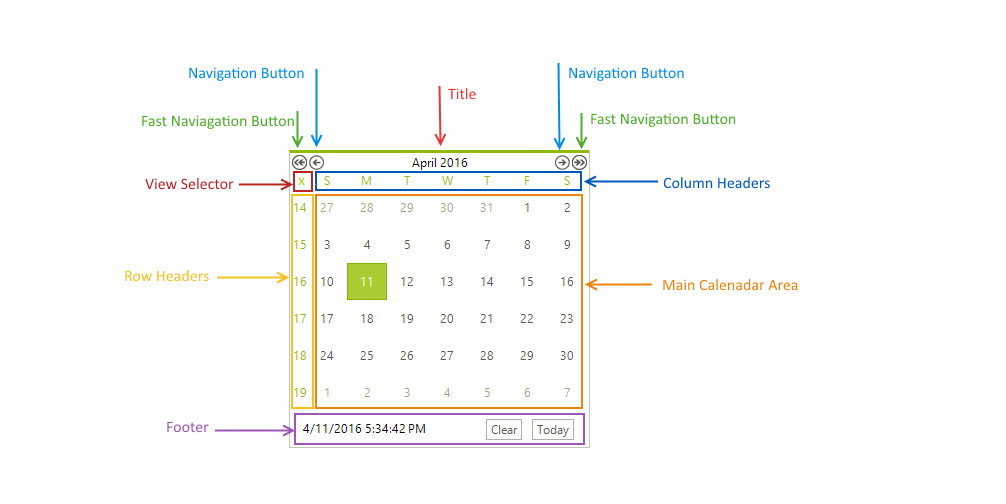 Navigation Button
Navigation Button
Title
Fast Naviagation Button
Fast Navigation Button
April 2016
View Selector
x S M T W T F S
Column Headers
14 27 28 29 30 31 1 2
15 3 4 5 6 7 8 9
Row Headers
16 10 11 12 13 14 15 16
Main Calenadar Area
17 17 18 19 20 21 22 23
18 24 25 26 27 28 29 30
19 1 2 3 4 5 6 7
Footer
4/11/2016 5:34:42 PM
Clear
Today